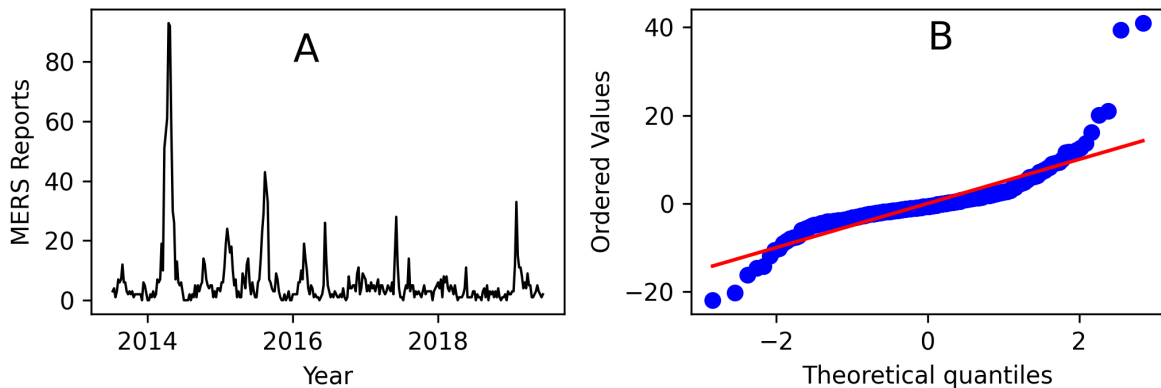 A
MERS Reports
80
60
40
20
0
2014
2016
2018
Year
B
Ordered Values
40
20
0
−20
−2
0
2
Theoretical quantiles